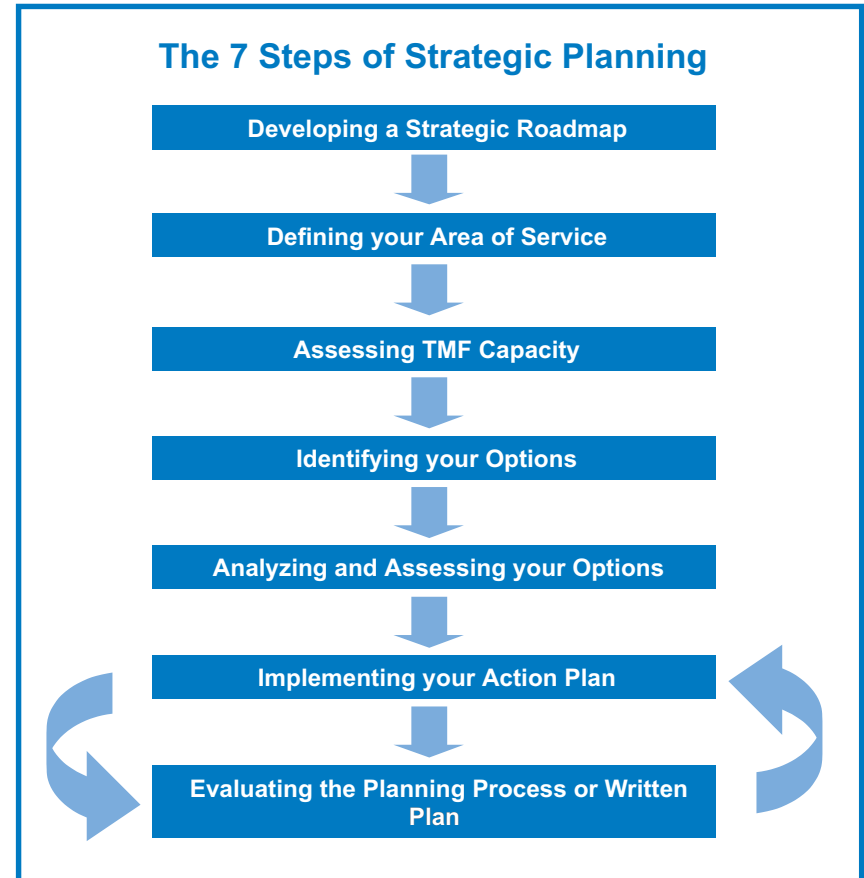 The 7 Steps of Strategic Planning
Developing a Strategic Roadmap
Defining your Area of Service
Assessing TMF Capacity
Identifying your Options
Analyzing and Assessing your Options
Implementing your Action Plan
Evaluating the Planning Process or Written
Plan